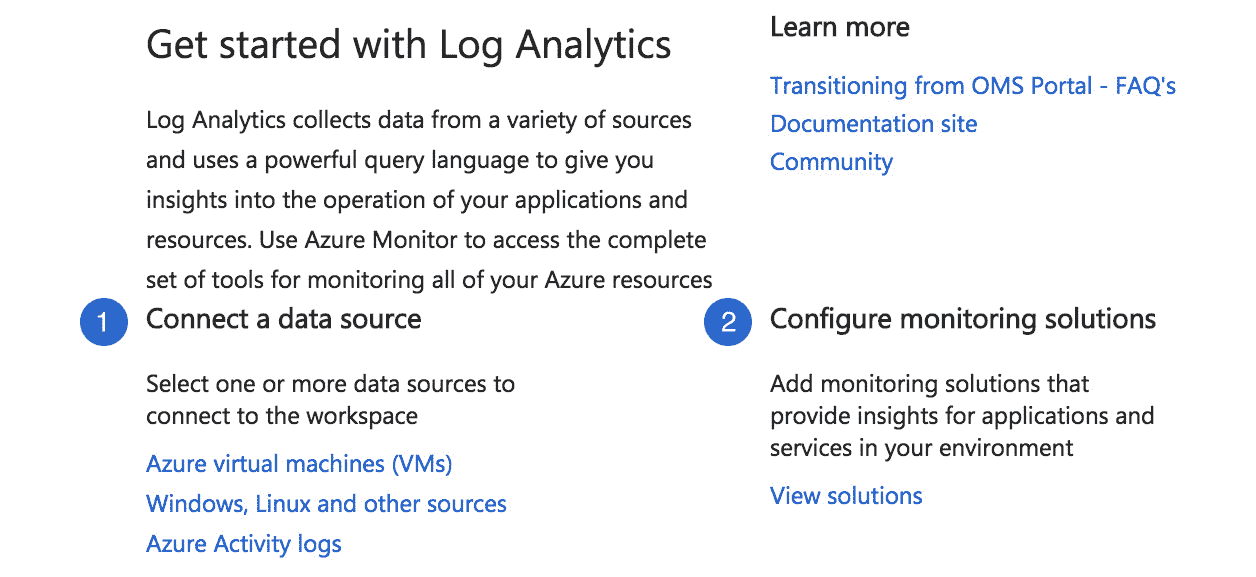 Get started with Log Analytics
Log Analytics collects data from a variety of sources
and uses a powerful query language to give you
insights into the operation of your applications and
resources. Use Azure Monitor to access the complete
set of tools for monitoring all of your Azure resources
Learn more
Transitioning from OMS Portal - FAQ's
Documentation site
Community
1 Connect a data source
Select one or more data sources to
connect to the workspace
Azure virtual machines (VMs)
Windows, Linux and other sources
Azure Activity logs
2 Configure monitoring solutions
Add monitoring solutions that
provide insights for applications and
services in your environment
View solutions